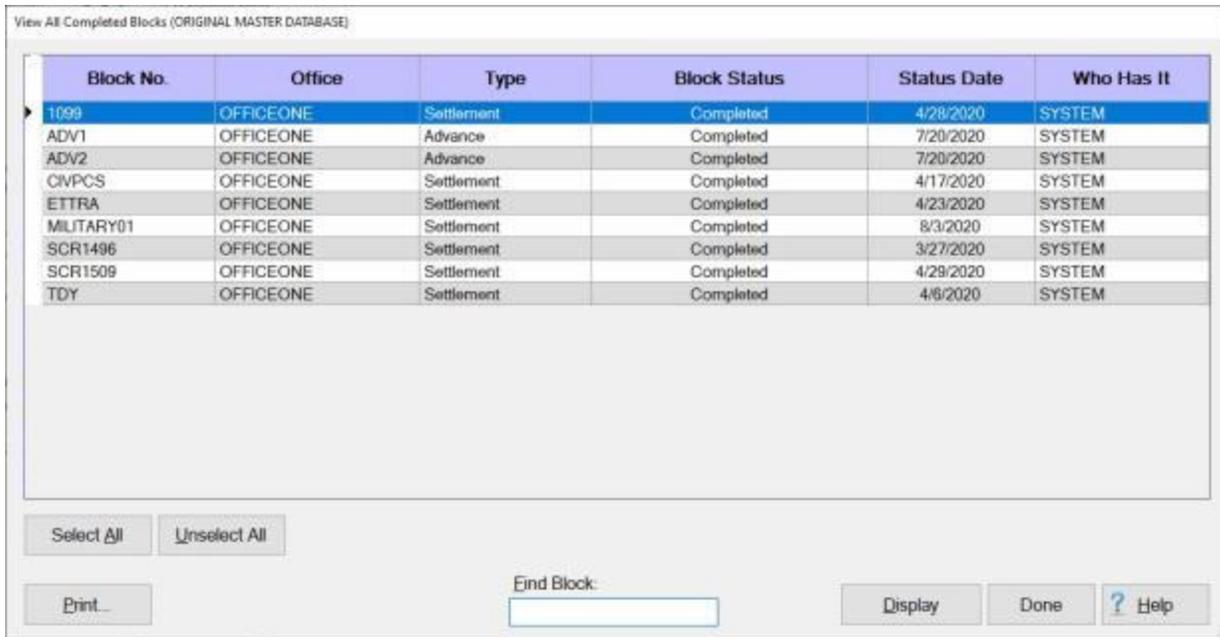 View All Completed Blocks (ORIGINAL MASTER DATABASE)
Block No. Office Type Block Status Status Date Who Has It
1099 OFFICEONE Settlement Completed 4/28/2020 SYSTEM
ADV1 OFFICEONE Advance Completed 7/20/2020 SYSTEM
ADV2 OFFICEONE Advance Completed 7/20/2020 SYSTEM
CIVPCS OFFICEONE Settlement Completed 4/17/2020 SYSTEM
ETTRA OFFICEONE Settlement Completed 4/23/2020 SYSTEM
MILITARY01 OFFICEONE Settlement Completed 8/3/2020 SYSTEM
SCR1496 OFFICEONE Settlement Completed 3/27/2020 SYSTEM
SCR1509 OFFICEONE Settlement Completed 4/29/2020 SYSTEM
TDY OFFICEONE Settlement Completed 4/6/2020 SYSTEM
Select All Unselect All
Find Block:
Print... Display Done ? Help